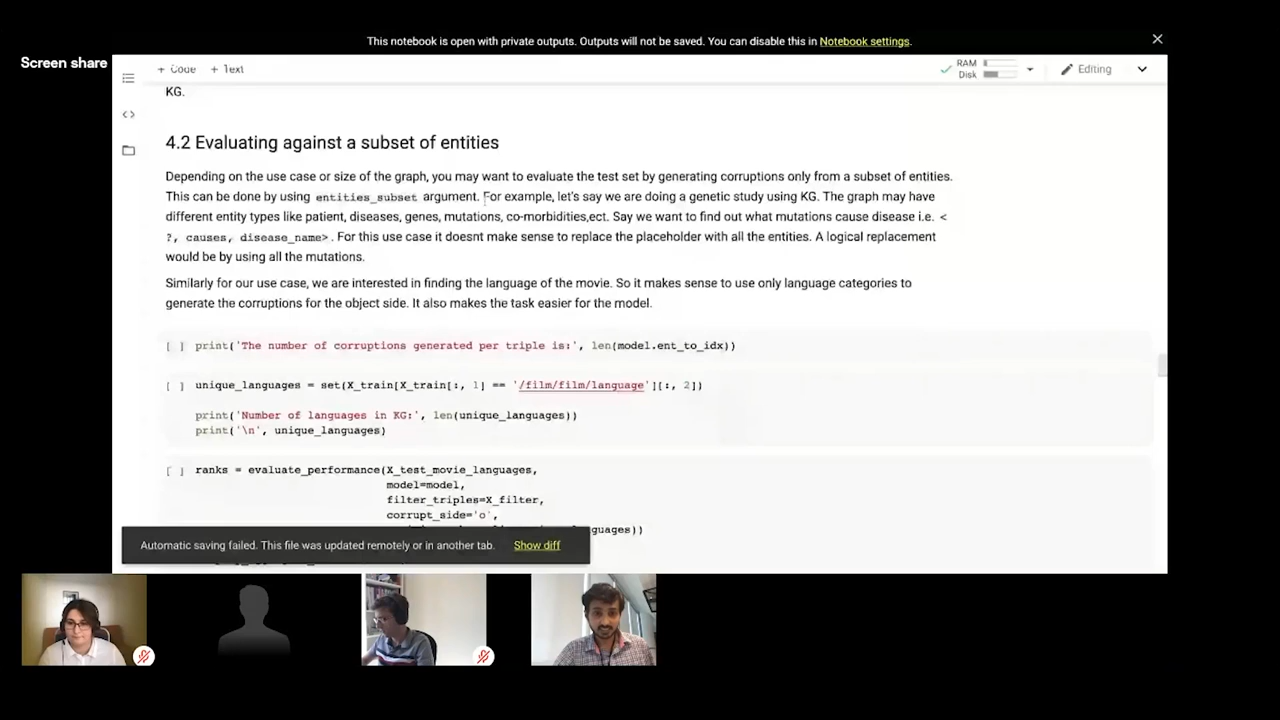 This notebook is open with private outputs. Outputs will not be saved. You can disable this in Notebook settings.
Screen share
+ Code + Text
RAM
Disk
Editing
KG.
4.2 Evaluating against a subset of entities
Depending on the use case or size of the graph, you may want to evaluate the test set by generating corruptions only from a subset of entities.
This can be done by using entities_subset argument. For example, let's say we are doing a genetic study using KG. The graph may have
different entity types like patient, diseases, genes, mutations, co-morbidities,ect. Say we want to find out what mutations cause disease i.e. <
?, causes, disease_name>. For this use case it doesnt make sense to replace the placeholder with all the entities. A logical replacement
would be by using all the mutations.
Similarly for our use case, we are interested in finding the language of the movie. So it makes sense to use only language categories to
generate the corruptions for the object side. It also makes the task easier for the model.
[ ] print('The number of corruptions generated per triple is:', len(model.ent_to_idx))
[ ] unique_languages = set(X_train[X_train[:, 1] == '/film/film/language'][:, 2])
print('Number of languages in KG:', len(unique_languages))
print('\n', unique_languages)
[ ] ranks = evaluate_performance(X_test_movie_languages,
model=model,
filter_triples=X_filter,
corrupt_side='o',
guages))
Automatic saving failed. This file was updated remotely or in another tab. Show diff